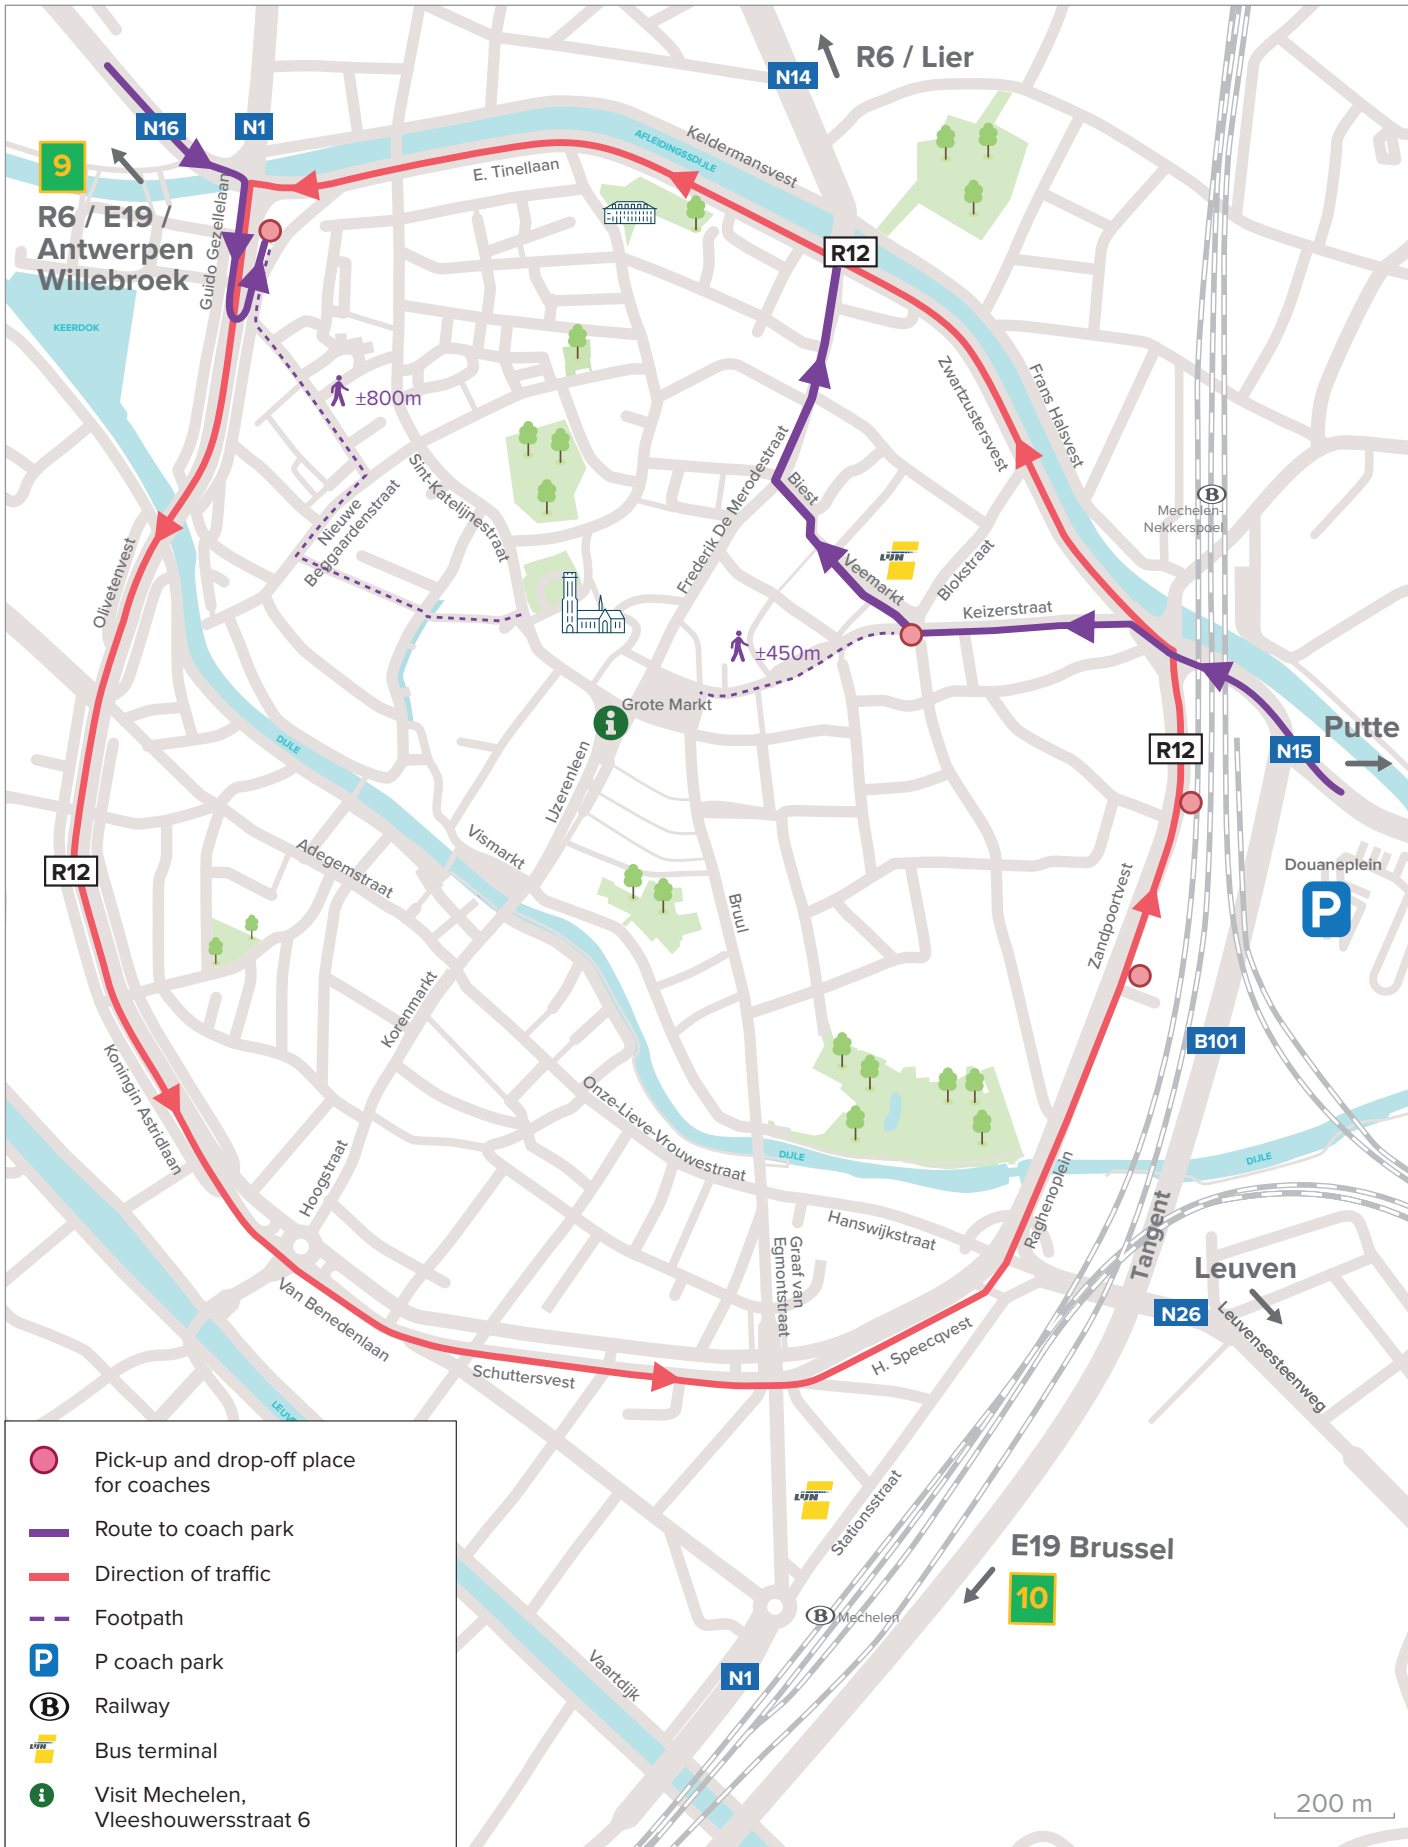 R6 / Lier
N14
N16
N1
9
R6 / E19 /
Antwerpen
Willebroek
KEERDOK
Guido Gezellelaan
E. Tinellaan
AFLEIDINGSDIJLE
Keldermansvest
R12
±800m
Nieuwe
Beggaardenstraat
Sint-Katelijnestraat
Frederik De Merodestraat
Biest
Veemarkt
LIJN
Blokstraat
Zwartzustersvest
Frans Halsvest
B
Mechelen-
Nekkerspoel
Keizerstraat
±450m
Grote Markt
i
IJzerenleen
Olivetenvest
DIJLE
Vismarkt
Adegemstraat
R12
R12
N15
Putte
Douaneplein
P
Bruul
Zandpoortvest
Korenmarkt
Koningin Astridlaan
Hoogstraat
Onze-Lieve-Vrouwestraat
DIJLE
Hanswijkstraat
Graaf van
Egmontstraat
Raghenoplein
B101
DIJLE
Tangent
Leuven
N26
Leuvensesteenweg
Van Benedenlaan
Schuttersvest
H. Speecqvest
LEUV
LIJN
Stationsstraat
E19 Brussel
10
B
Mechelen
N1
Vaartdijk
200 m
Pick-up and drop-off place
for coaches
Route to coach park
Direction of traffic
Footpath
P
P coach park
B
Railway
LIJN
Bus terminal
i
Visit Mechelen,
Vleeshouwersstraat 6